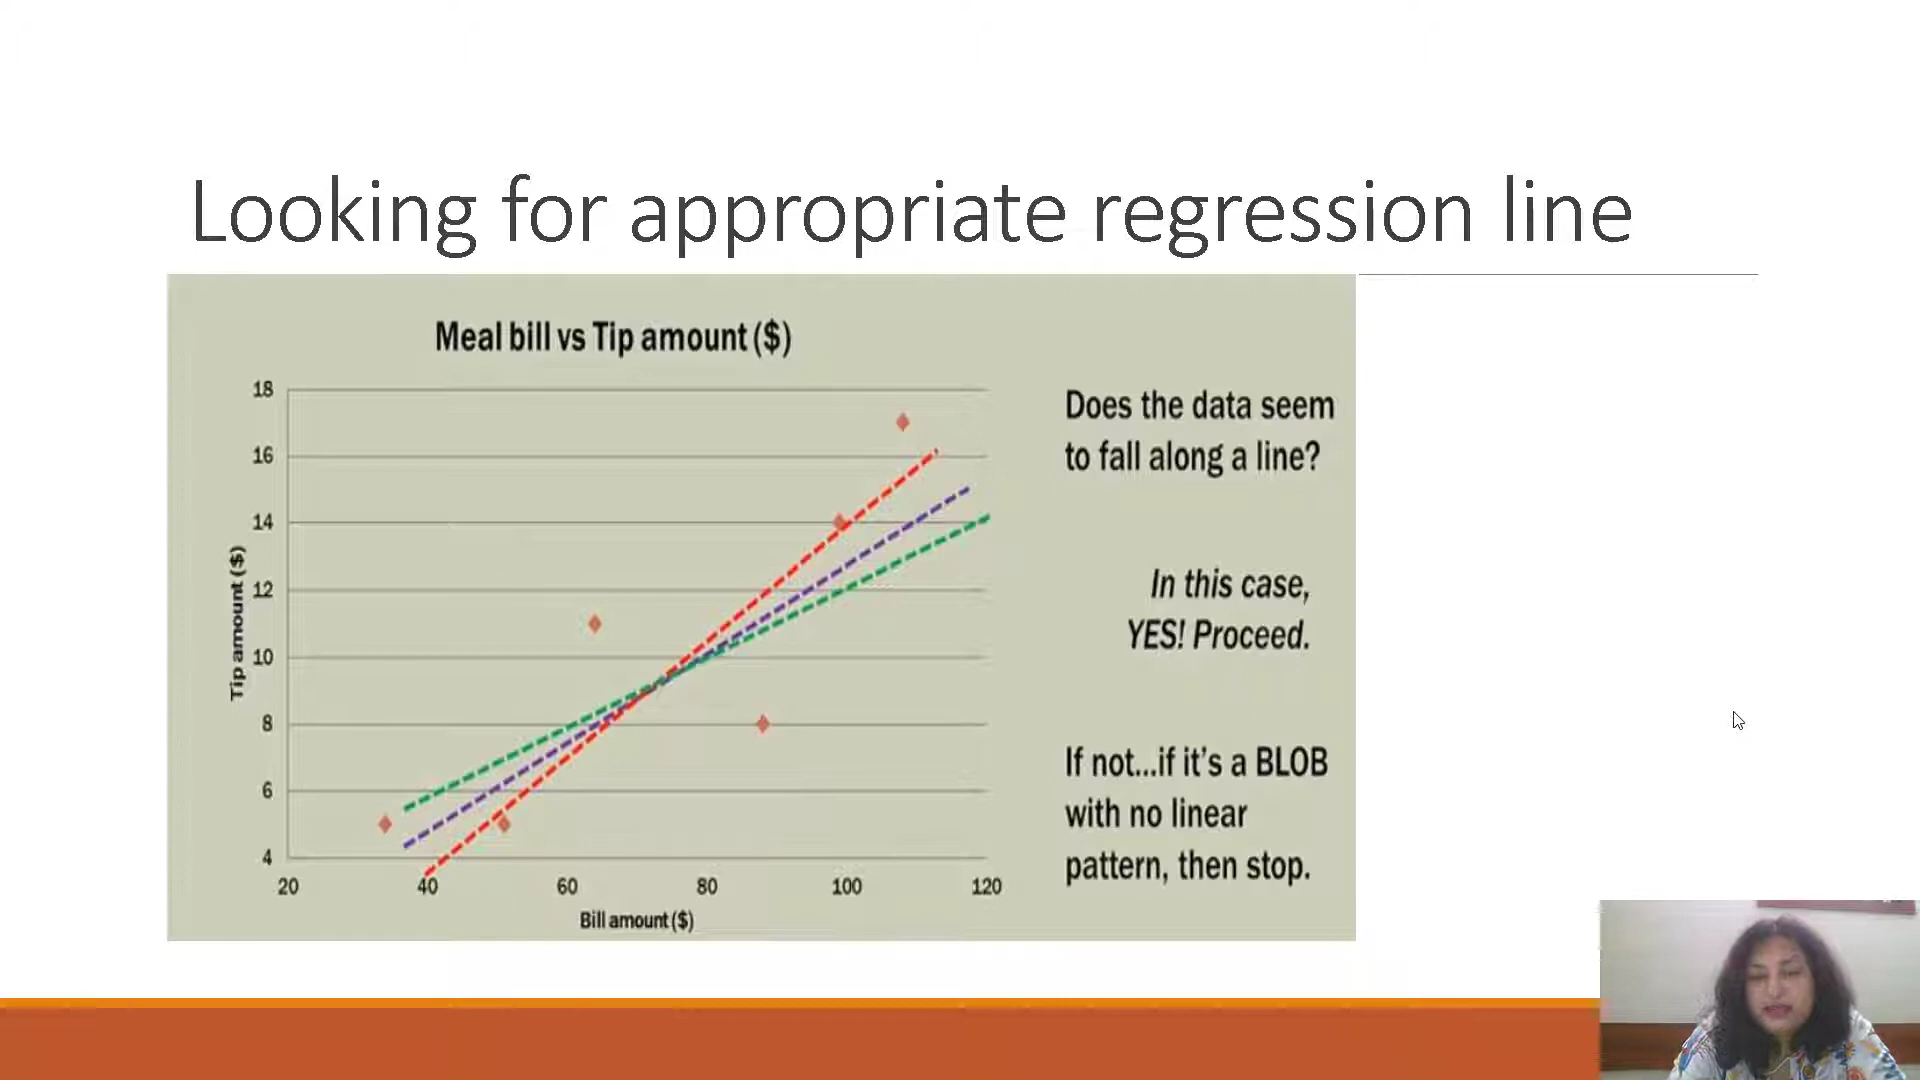 Looking for appropriate regression line
Meal bill vs Tip amount ($)
18
16
14
12
10
8
6
4
Tip amount ($)
20 40 60 80 100 120
Bill amount ($)
Does the data seem
to fall along a line?
In this case,
YES! Proceed.
If not...if it's a BLOB
with no linear
pattern, then stop.